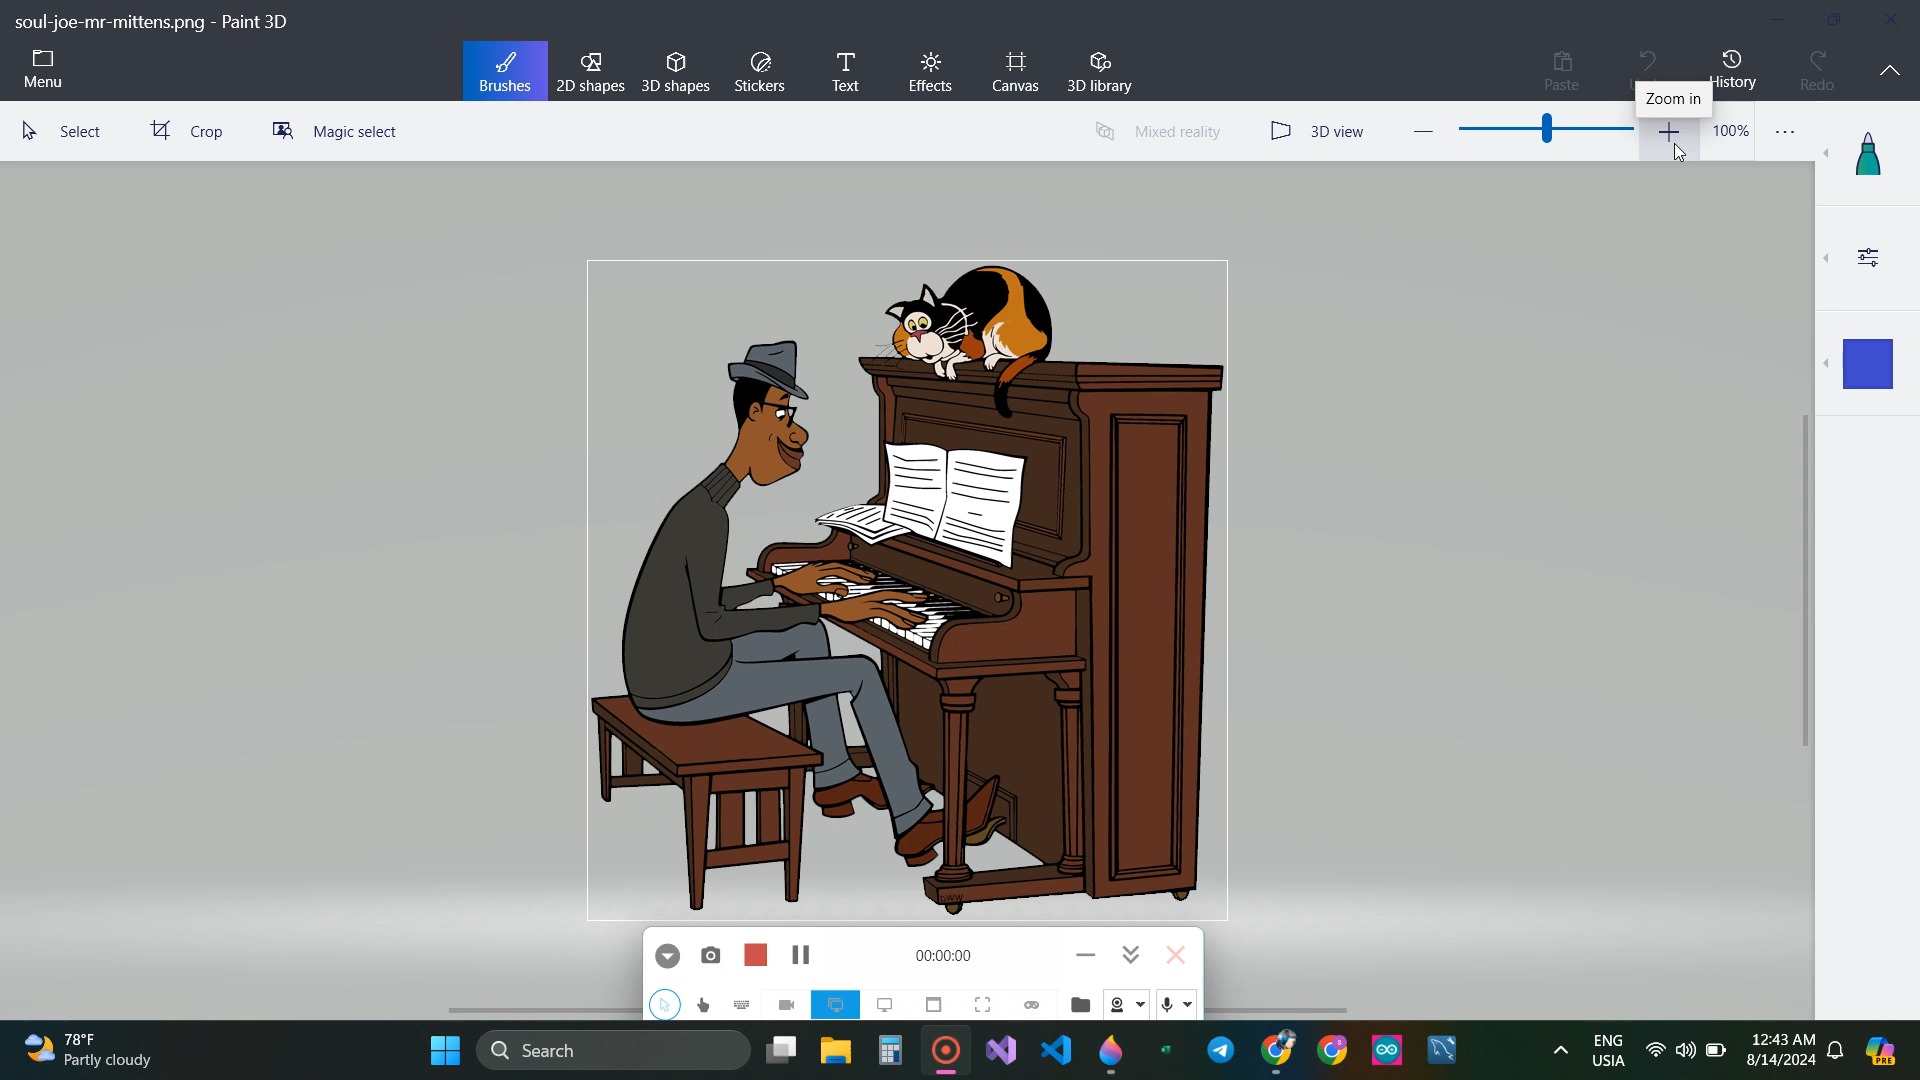 soul-joe-mr-mittens.png - Paint 3D
Menu
Brushes
2D shapes
3D shapes
Stickers
Text
Effects
Canvas
3D library
Paste
History
Redo
Zoom in
Select
Crop
Magic select
Mixed reality
3D view
100%
00:00:00
78°F
Partly cloudy
Search
ENG
USIA
12:43 AM
8/14/2024
PRE